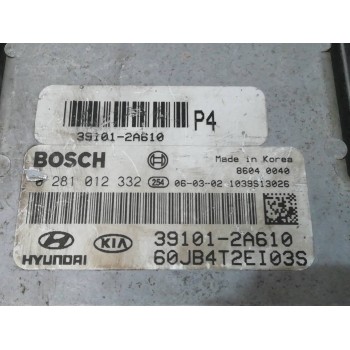 P4
39101-2A610
BOSCH
Made in Korea
8604 0040
0 281 012 332 254 06-03-02 1039S13026
HYUNDAI KIA 39101-2A610
60JB4T2EI03S